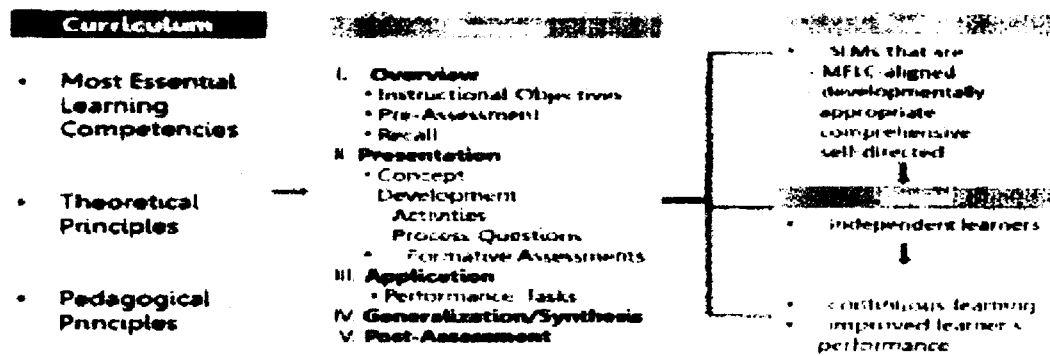 Curriculum
• Most Essential
Learning
Competencies
• Theoretical
Principles
• Pedagogical
Principles
I. Overview
• Instructional Objectives
• Pre-Assessment
• Recall
II. Presentation
• Concept
Development
Activities
Process Questions
• Formative Assessments
III. Application
• Performance Tasks
IV. Generalization/Synthesis
V. Post-Assessment
• SLMs that are
MELC-aligned
developmentally
appropriate
comprehensive
self-directed
• independent learners
• continuous learning
• improved learner's
performance